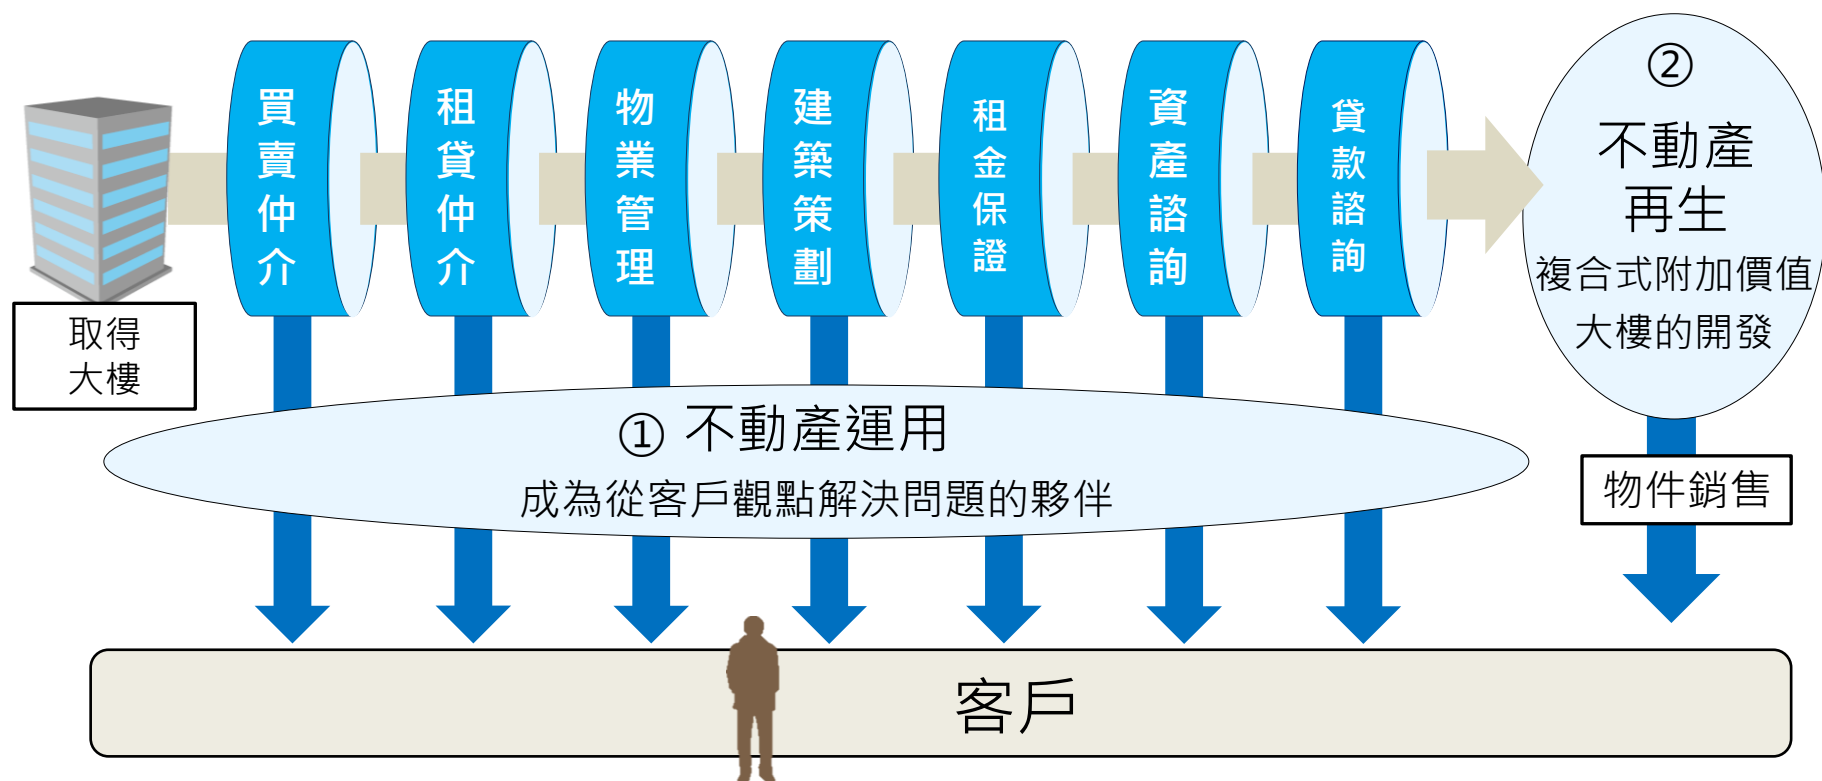 買賣仲介
租賃仲介
物業管理
建築策劃
租金保證
資產諮詢
貸款諮詢
②
不動產
再生
複合式附加價值
大樓的開發
取得
大樓
① 不動產運用
成為從客戶觀點解決問題的夥伴
物件銷售
客戶